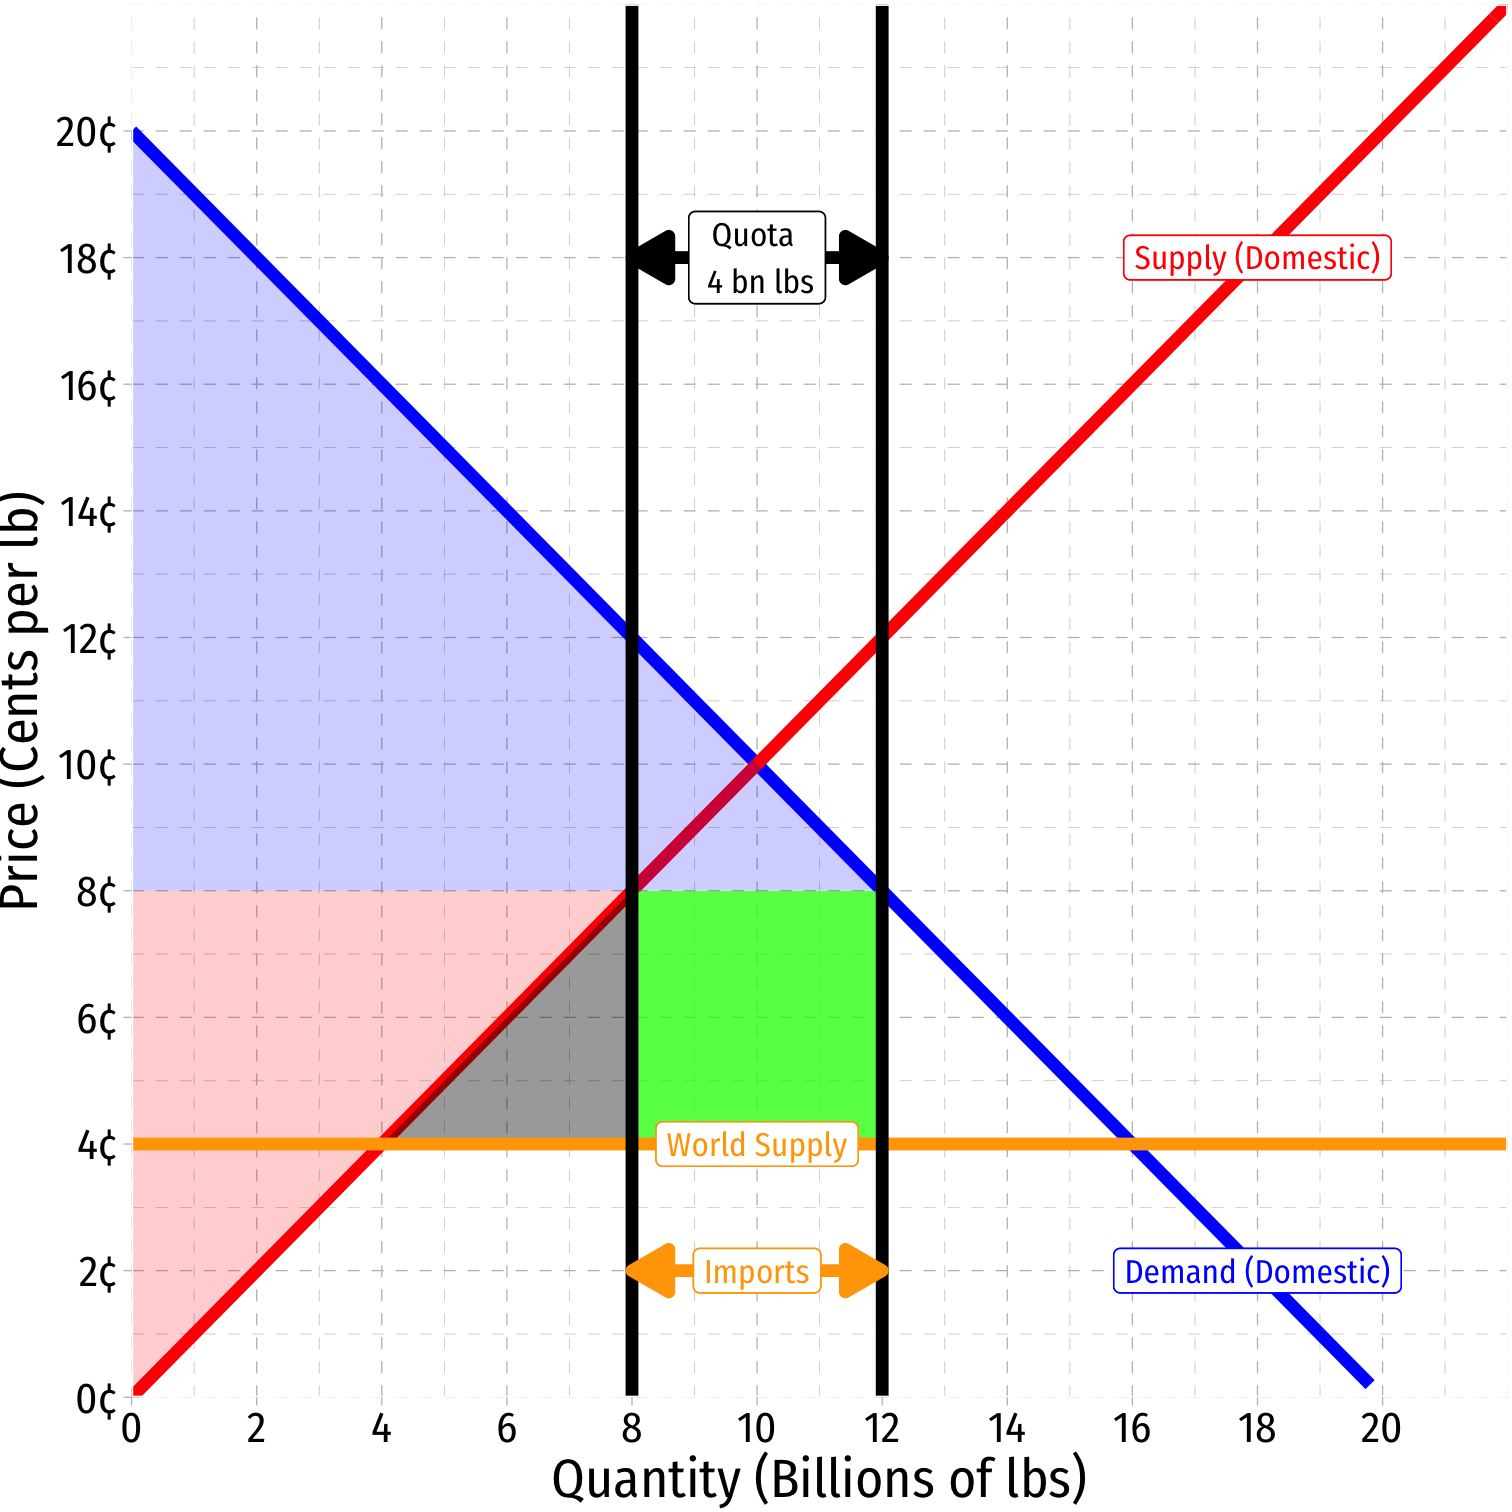 20¢
18¢
16¢
14¢
12¢
10¢
8¢
6¢
4¢
2¢
0¢
Price (Cents per lb)
Quota
4 bn lbs
Supply (Domestic)
World Supply
Imports
Demand (Domestic)
0 2 4 6 8 10 12 14 16 18 20
Quantity (Billions of lbs)